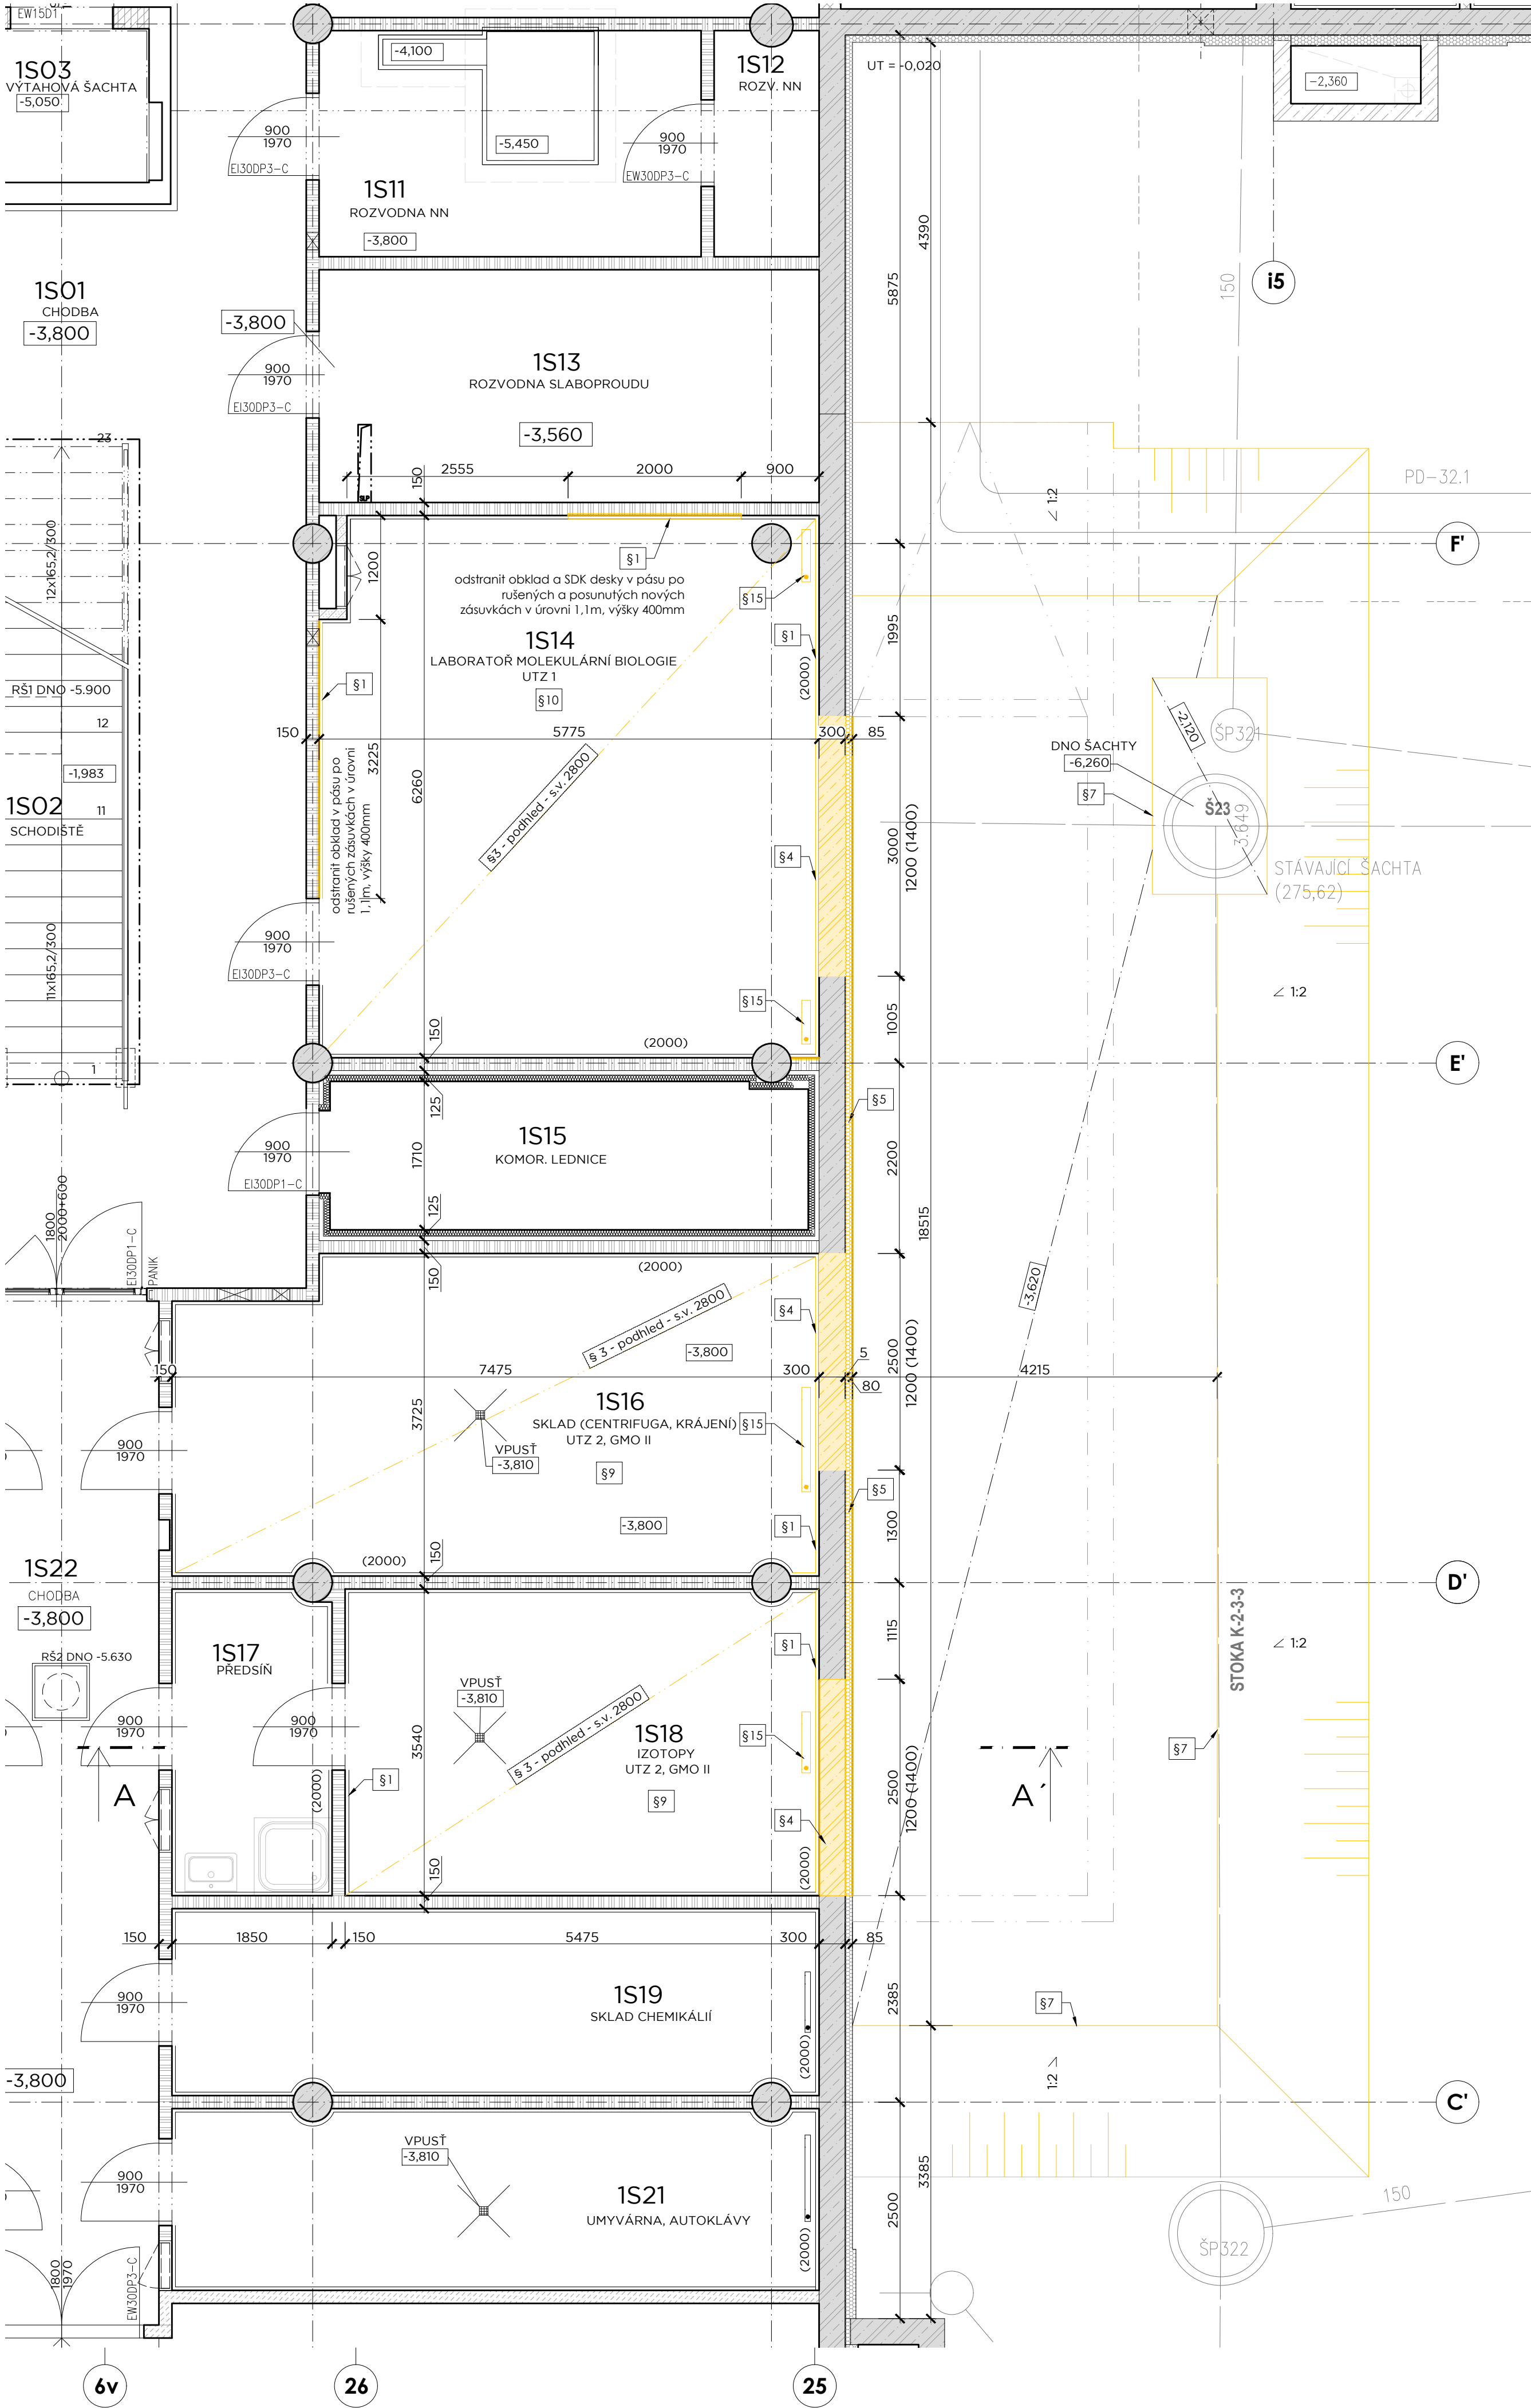 EW15D1
1S03
VÝTAHOVÁ ŠACHTA
-5,050
-4,100
-5,450
1S12
ROZV. NN
UT = -0,020
-2,360
900
1970
EI30DP3-C
900
1970
EW30DP3-C
1S11
ROZVODNA NN
-3,800
4390
5875
150
i5
1S01
CHODBA
-3,800
-3,800
1S13
ROZVODNA SLABOPROUDU
-3,560
900
1970
EI30DP3-C
23
2555
2000
900
150
SLP
PD-32.1
∠ 1:2
F'
12x165,2/300
1200
§1
odstranit obklad a SDK desky v pásu po
rušených a posunutých nových
zásuvkách v úrovni 1,1m, výšky 400mm
§15
1S14
LABORATOŘ MOLEKULÁRNÍ BIOLOGIE
UTZ 1
§10
§1
(2000)
1995
§1
RŠ1 DNO -5.900
12
150
5775
300
85
3225
6260
-1,983
1S02
11
SCHODIŠTĚ
odstranit obklad v pásu po
rušených zásuvkách v úrovni
1,1m, výšky 400mm
§3 - podhled - s.v. 2800
§4
3000
1200 (1400)
DNO ŠACHTY
-6,260
§7
-2,120
ŠP321
Š23
3.649
STÁVAJÍCÍ ŠACHTA
(275,62)
11x165,2/300
900
1970
EI30DP3-C
§15
1005
∠ 1:2
150
(2000)
1
E'
125
§5
1S15
KOMOR. LEDNICE
900
1970
EI30DP1-C
1710
125
2200
18515
1800
2000+600
EI30DP1-C
PANIK
150
(2000)
-3,620
§ 3 - podhled - s.v. 2800
§4
-3,800
2500
1200 (1400)
5
80
150
7475
300
4215
3725
1S16
SKLAD (CENTRIFUGA, KRÁJENÍ)
UTZ 2, GMO II
§15
VPUSŤ
-3,810
§9
900
1970
-3,800
§1
§5
1300
(2000)
150
1S22
CHODBA
-3,800
D'
RŠ2 DNO -5.630
1S17
PŘEDSÍŇ
§1
1115
STOKA K-2-3-3
∠ 1:2
VPUSŤ
-3,810
§ 3 - podhled - s.v. 2800
900
1970
900
1970
3540
1S18
IZOTOPY
UTZ 2, GMO II
§9
§15
§7
A
A´
(2000)
§1
§4
2500
1200 (1400)
(2000)
150
150
1850
150
5475
300
85
1S19
SKLAD CHEMIKÁLIÍ
900
1970
2385
§7
(2000)
1:2 ∠
-3,800
C'
VPUSŤ
-3,810
900
1970
1S21
UMYVÁRNA, AUTOKLÁVY
3385
2500
150
ŠP322
(2000)
1800
1970
EW30DP3-C
6v
26
25